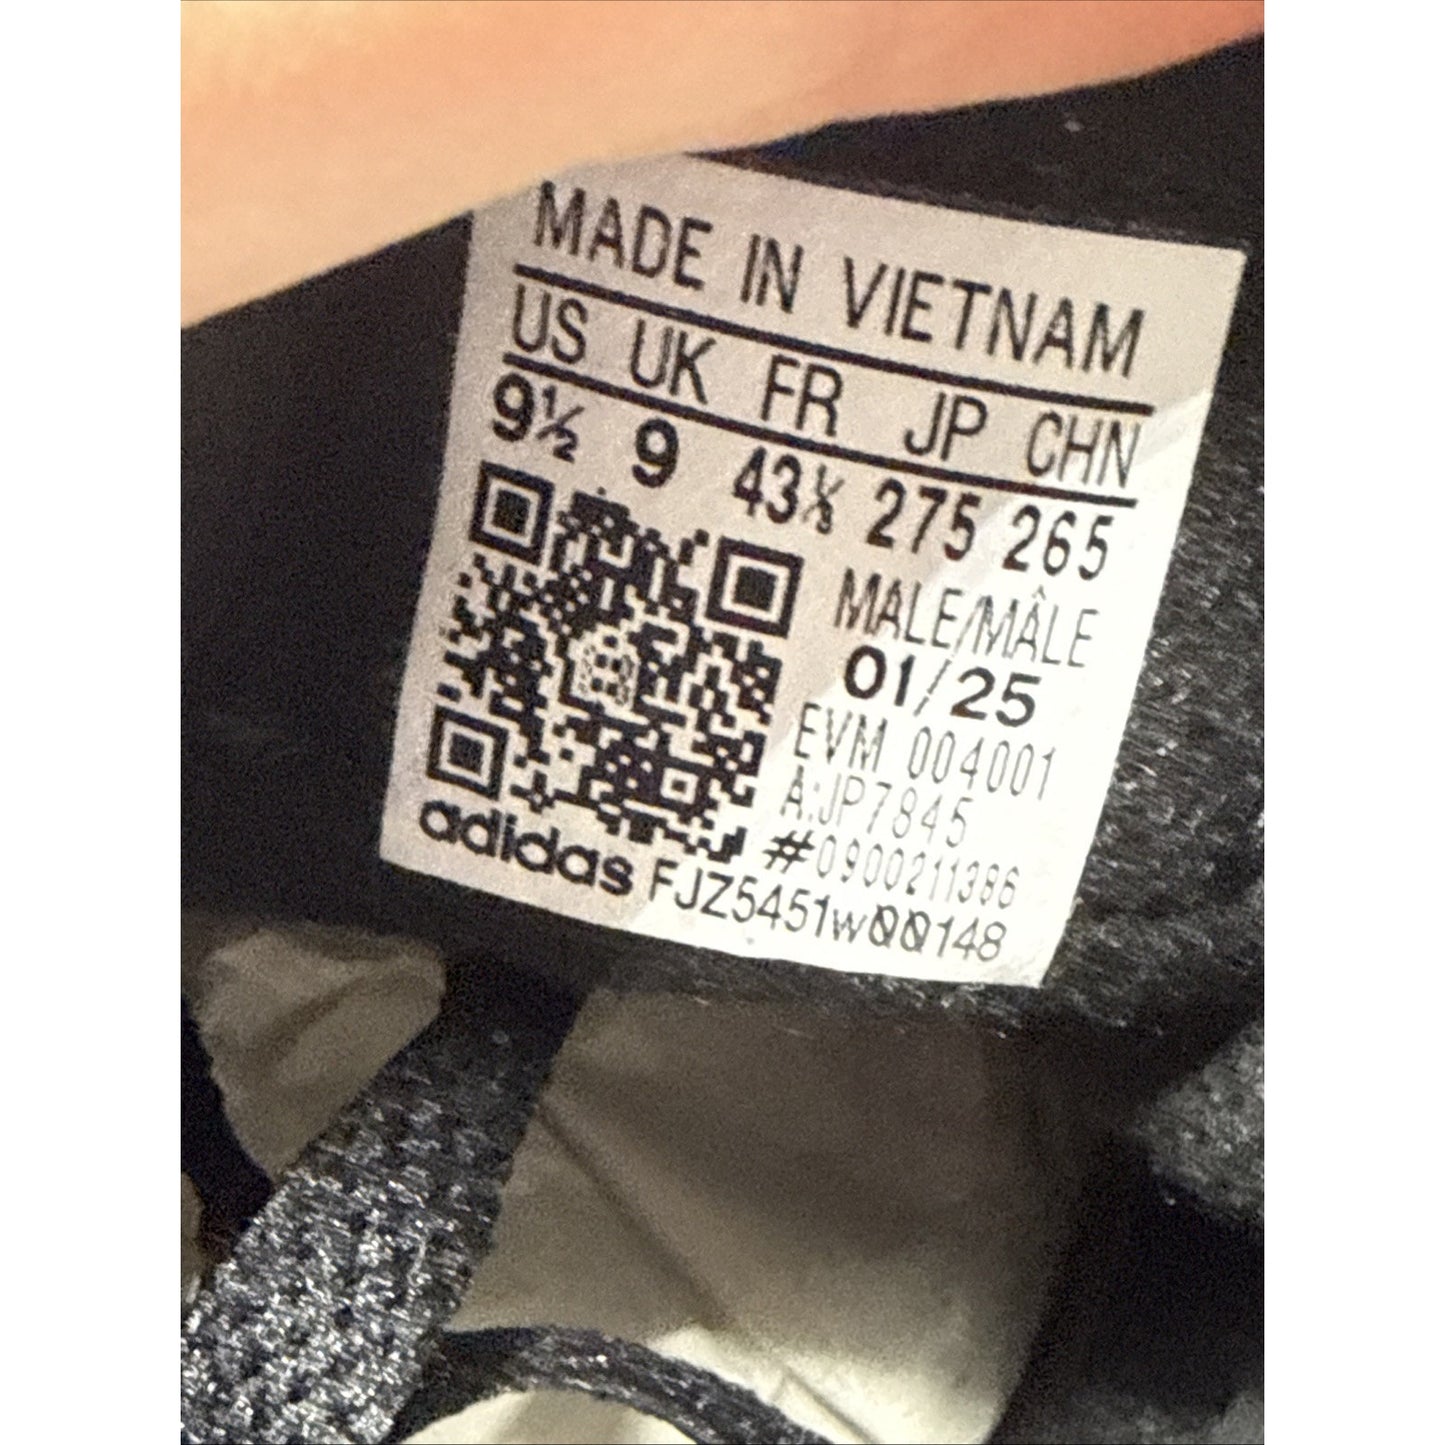 MADE IN VIETNAM
US UK FR JP CHN
9½ 9 43⅓ 275 265
MALE/MÂLE
01/25
EVM 004001
A:JP7845
#0900211386
adidas FJZ5451w00148